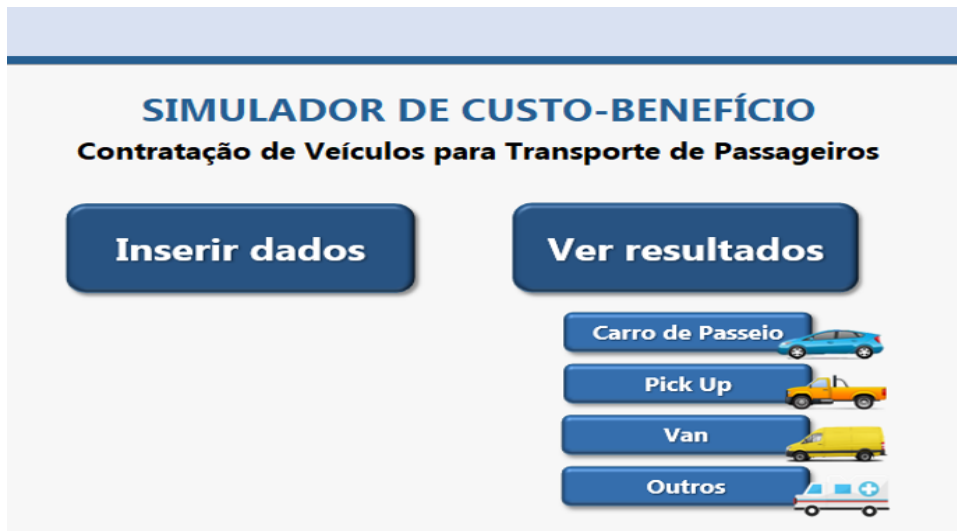 SIMULADOR DE CUSTO-BENEFÍCIO
Contratação de Veículos para Transporte de Passageiros
Inserir dados
Ver resultados
Carro de Passeio
Pick Up
Van
Outros